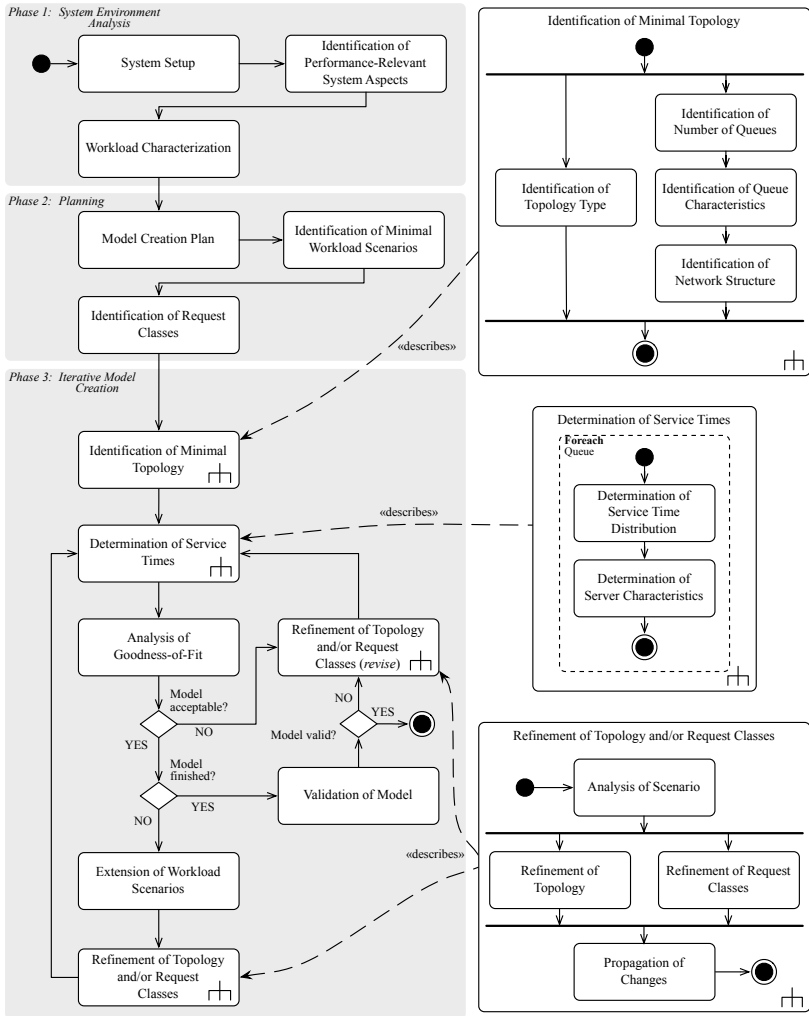 Phase 1: System Environment
Analysis
System Setup
Identification of
Performance-Relevant
System Aspects
Workload Characterization
Phase 2: Planning
Model Creation Plan
Identification of Minimal
Workload Scenarios
Identification of Request
Classes
Phase 3: Iterative Model
Creation
Identification of Minimal
Topology
Determination of Service
Times
Analysis of
Goodness-of-Fit
Refinement of Topology
and/or Request
Classes (revise)
Model
acceptable?
NO
YES
Model
finished?
YES
NO
Model valid?
NO
YES
Validation of Model
Extension of Workload
Scenarios
Refinement of Topology
and/or Request
Classes
«describes»
«describes»
«describes»
Identification of Minimal Topology
Identification of
Topology Type
Identification of
Number of Queues
Identification of Queue
Characteristics
Identification of
Network Structure
Determination of Service Times
Foreach
Queue
Determination of
Service Time
Distribution
Determination of
Server Characteristics
Refinement of Topology and/or Request Classes
Analysis of Scenario
Refinement of
Topology
Refinement of Request
Classes
Propagation of
Changes